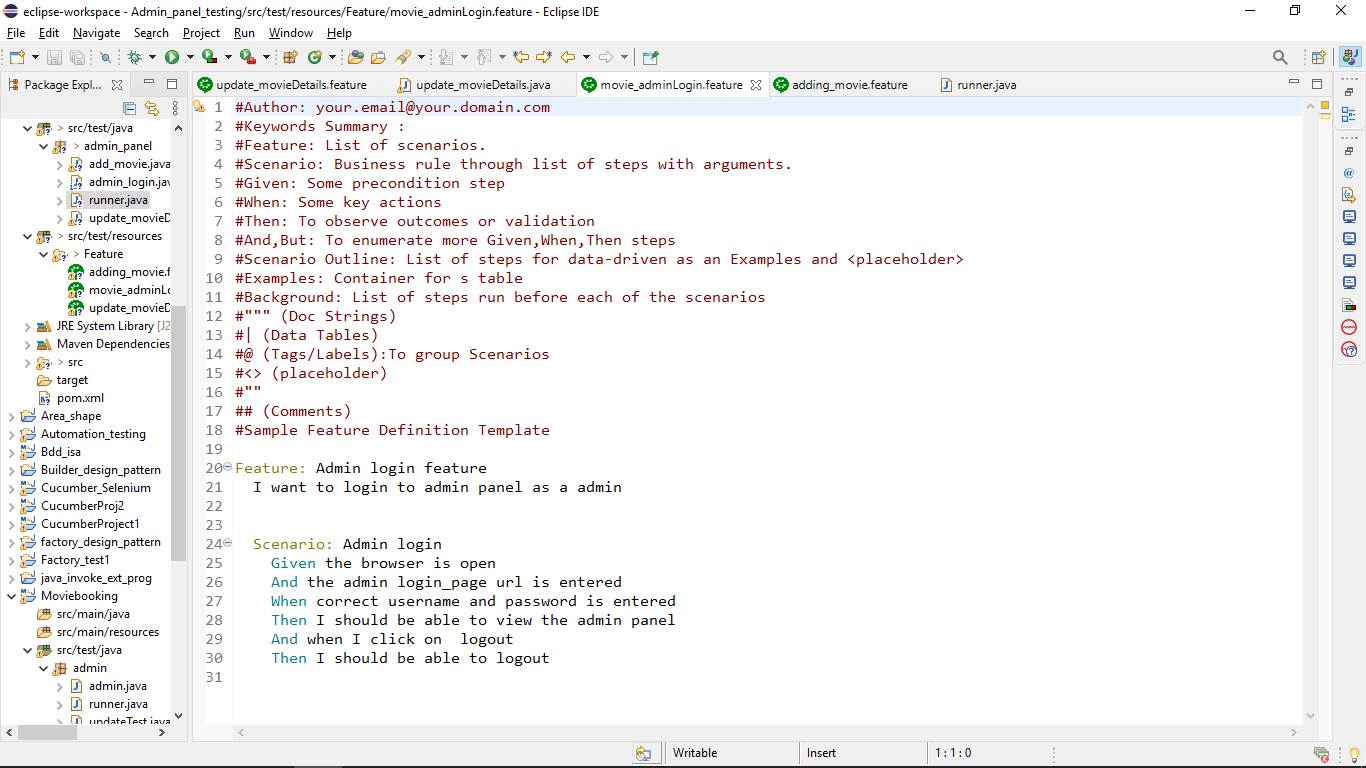 eclipse-workspace - Admin_panel_testing/src/test/resources/Feature/movie_adminLogin.feature - Eclipse IDE
File Edit Navigate Search Project Run Window Help
Package Expl...
update_movieDetails.feature
update_movieDetails.java
movie_adminLogin.feature
adding_movie.feature
runner.java
> src/test/java
> admin_panel
add_movie.java
admin_login.jav
runner.java
update_movieD
> src/test/resources
> Feature
adding_movie.f
movie_adminLo
update_movieD
JRE System Library [J2
Maven Dependencies
> src
target
pom.xml
Area_shape
Automation_testing
Bdd_isa
Builder_design_pattern
Cucumber_Selenium
CucumberProj2
CucumberProject1
factory_design_pattern
Factory_test1
java_invoke_ext_prog
Moviebooking
src/main/java
src/main/resources
src/test/java
admin
admin.java
runner.java
updateTest.java
1 #Author: your.email@your.domain.com
2 #Keywords Summary :
3 #Feature: List of scenarios.
4 #Scenario: Business rule through list of steps with arguments.
5 #Given: Some precondition step
6 #When: Some key actions
7 #Then: To observe outcomes or validation
8 #And,But: To enumerate more Given,When,Then steps
9 #Scenario Outline: List of steps for data-driven as an Examples and <placeholder>
10 #Examples: Container for s table
11 #Background: List of steps run before each of the scenarios
12 #""" (Doc Strings)
13 #| (Data Tables)
14 #@ (Tags/Labels):To group Scenarios
15 #<> (placeholder)
16 #""
17 ## (Comments)
18 #Sample Feature Definition Template
19
20 Feature: Admin login feature
21 I want to login to admin panel as a admin
22
23
24 Scenario: Admin login
25 Given the browser is open
26 And the admin login_page url is entered
27 When correct username and password is entered
28 Then I should be able to view the admin panel
29 And when I click on  logout
30 Then I should be able to logout
31
Writable
Insert
1 : 1 : 0